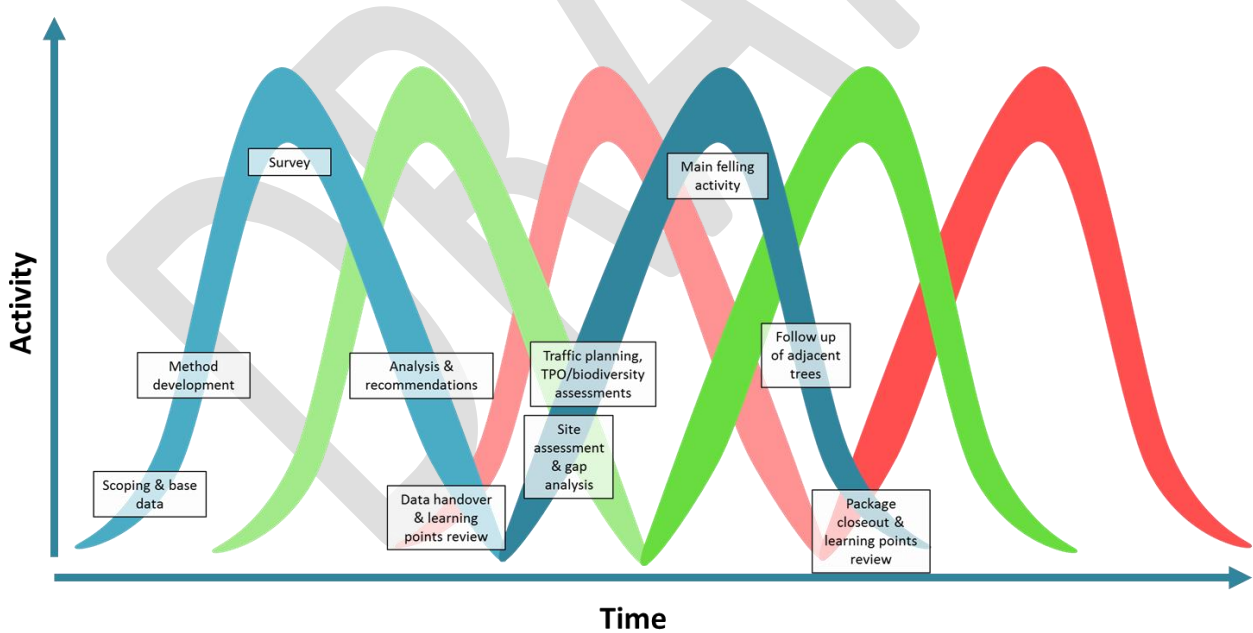 DRA
Survey
Main felling
activity
Activity
Method
development
Analysis &
recommendations
Traffic planning,
TPO/biodiversity
assessments
Follow up
of adjacent
trees
Site
assessment
& gap
analysis
Scoping & base
data
Data handover
& learning
points review
Package
closeout &
learning points
review
Time